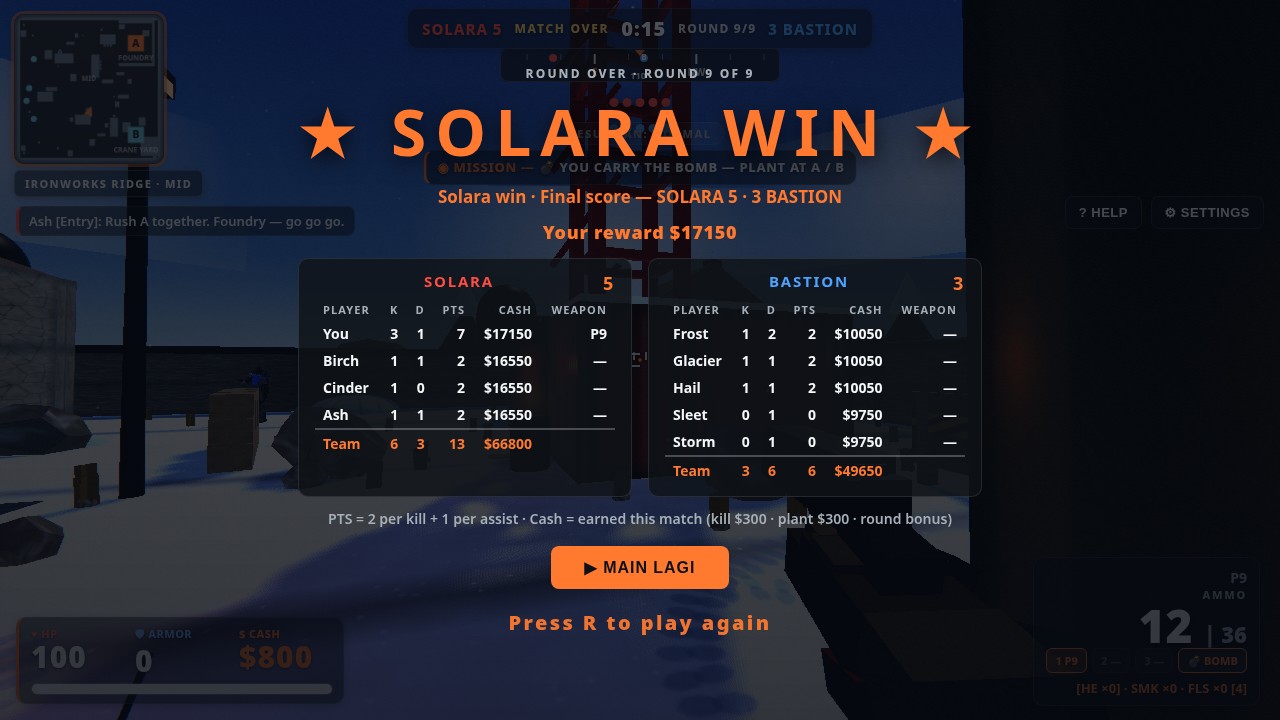 SOLARA 5 MATCH OVER 0:15 ROUND 9/9 3 BASTION
A
FOUNDRY
MID
B
CRANE YARD
IRONWORKS RIDGE · MID
Ash [Entry]: Rush A together. Foundry — go go go.
ROUND OVER · ROUND 9 OF 9
★ SOLARA WIN ★
MISSION — YOU CARRY THE BOMB — PLANT AT A / B
Solara win · Final score — SOLARA 5 · 3 BASTION
Your reward $17150
? HELP
⚙ SETTINGS
SOLARA 5
PLAYER K D PTS CASH WEAPON
You 3 1 7 $17150 P9
Birch 1 1 2 $16550 —
Cinder 1 0 2 $16550 —
Ash 1 1 2 $16550 —
Team 6 3 13 $66800
BASTION 3
PLAYER K D PTS CASH WEAPON
Frost 1 2 2 $10050 —
Glacier 1 1 2 $10050 —
Hail 1 1 2 $10050 —
Sleet 0 1 0 $9750 —
Storm 0 1 0 $9750 —
Team 3 6 6 $49650
PTS = 2 per kill + 1 per assist · Cash = earned this match (kill $300 · plant $300 · round bonus)
▶ MAIN LAGI
Press R to play again
♥ HP ARMOR $ CASH
100 0 $800
P9
AMMO
12 | 36
1 P9 2 — 3 — BOMB
[HE ×0] · SMK ×0 · FLS ×0 [4]